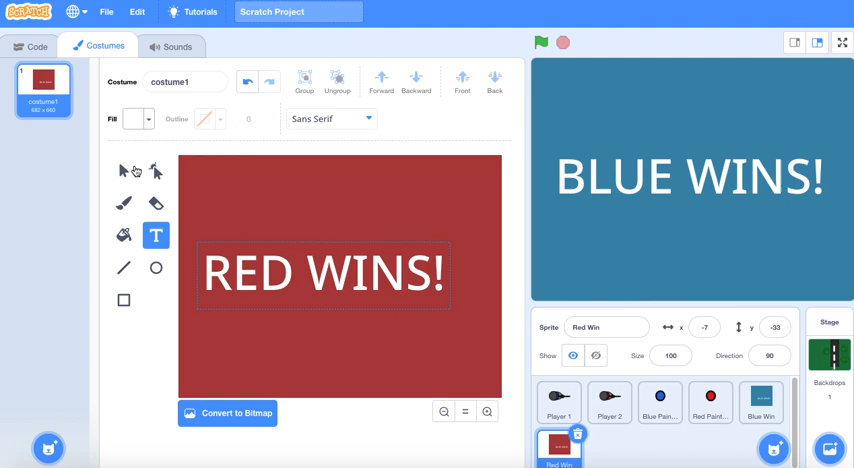 SCRATCH File Edit Tutorials Scratch Project
Code Costumes Sounds
1
costume1
682 x 660
Costume costume1 Group Ungroup Forward Backward Front Back
Fill Outline 0 Sans Serif
T
RED WINS!
BLUE WINS!
Convert to Bitmap
Sprite Red Win x -7 y -33
Show Size 100 Direction 90
Stage
Backdrops
1
Player 1 Player 2 Blue Pain... Red Paint... Blue Win
Red Win